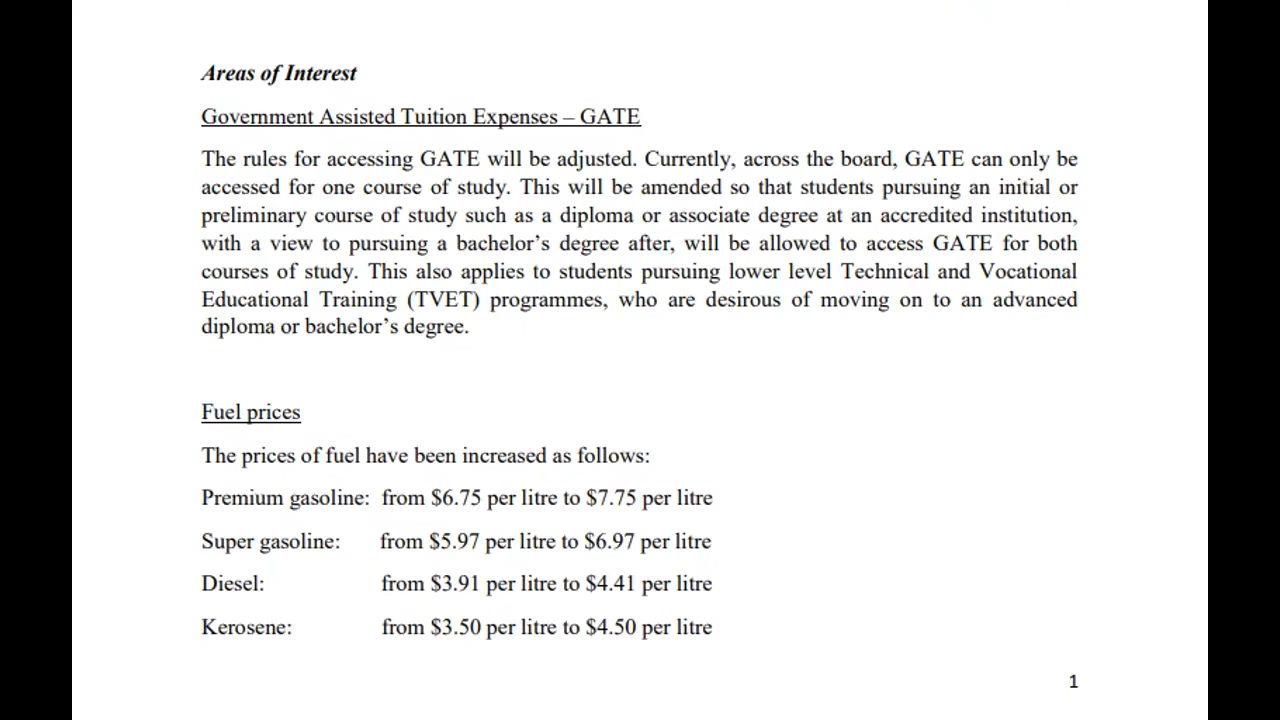 Areas of Interest
Government Assisted Tuition Expenses – GATE
The rules for accessing GATE will be adjusted. Currently, across the board, GATE can only be
accessed for one course of study. This will be amended so that students pursuing an initial or
preliminary course of study such as a diploma or associate degree at an accredited institution,
with a view to pursuing a bachelor’s degree after, will be allowed to access GATE for both
courses of study. This also applies to students pursuing lower level Technical and Vocational
Educational Training (TVET) programmes, who are desirous of moving on to an advanced
diploma or bachelor’s degree.
Fuel prices
The prices of fuel have been increased as follows:
Premium gasoline: from $6.75 per litre to $7.75 per litre
Super gasoline: from $5.97 per litre to $6.97 per litre
Diesel: from $3.91 per litre to $4.41 per litre
Kerosene: from $3.50 per litre to $4.50 per litre
1